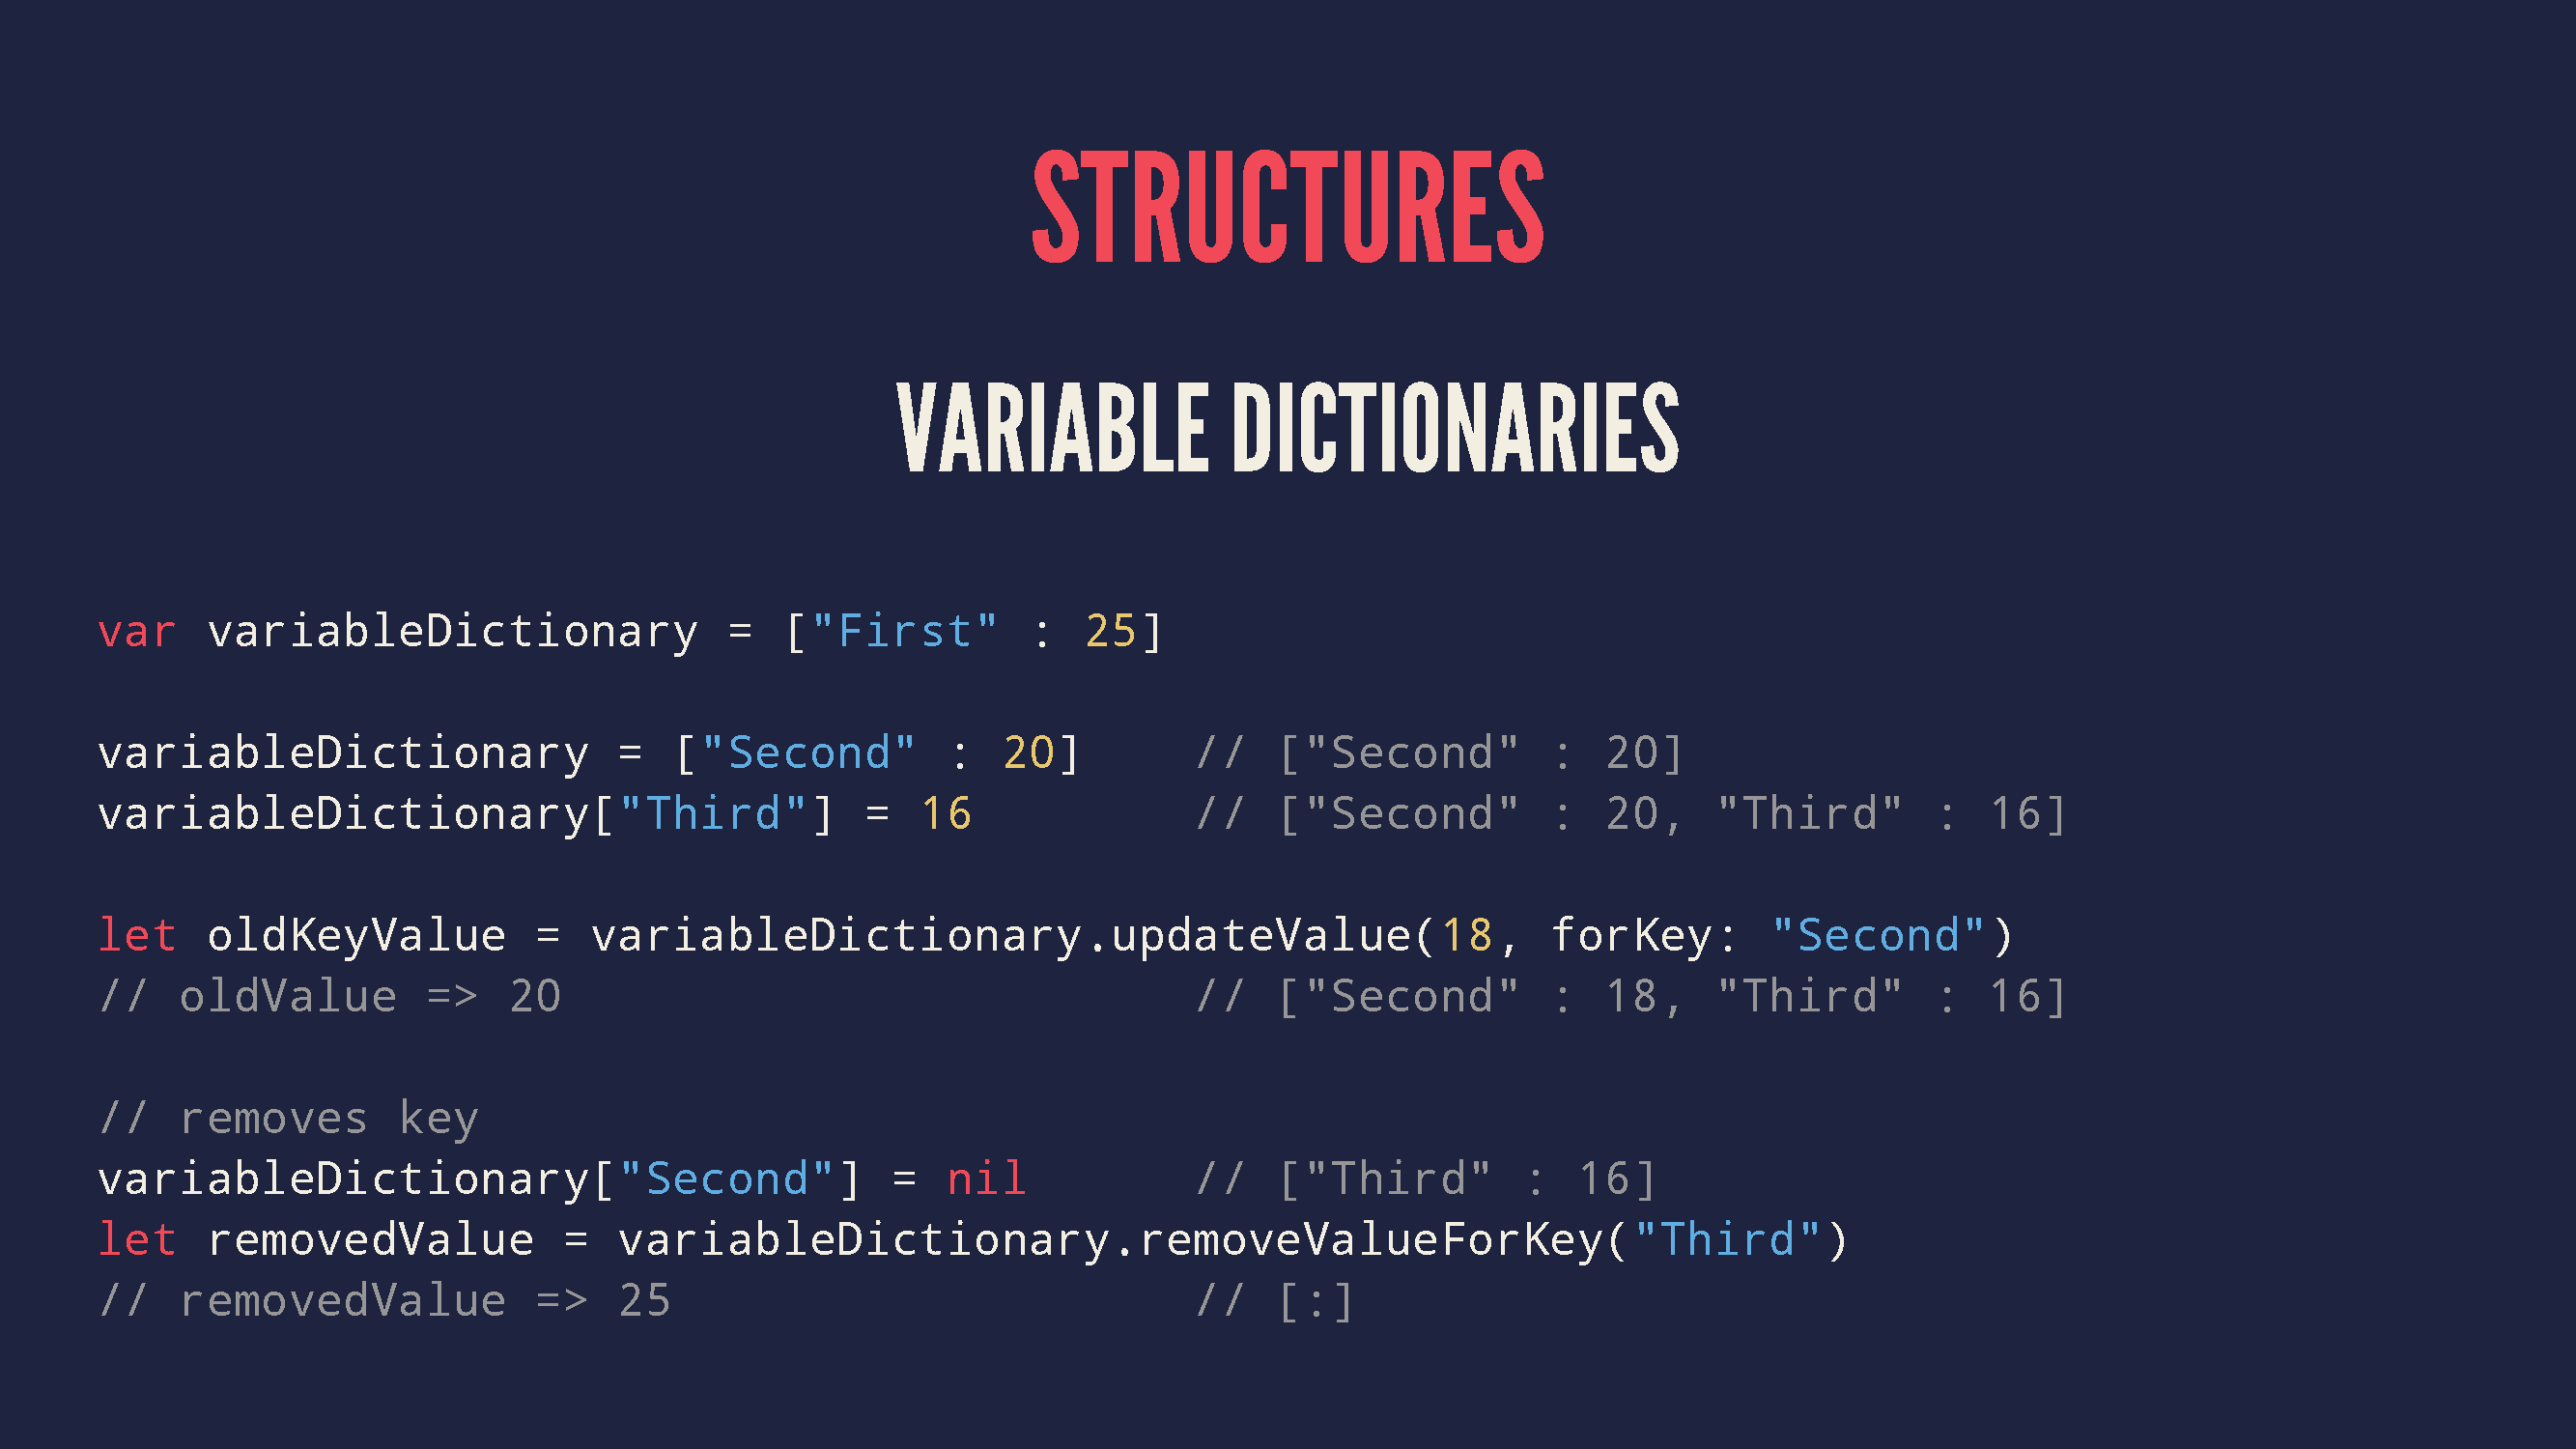 STRUCTURES
VARIABLE DICTIONARIES
var variableDictionary = ["First" : 25]
variableDictionary = ["Second" : 20] // ["Second" : 20]
variableDictionary["Third"] = 16 // ["Second" : 20, "Third" : 16]
let oldKeyValue = variableDictionary.updateValue(18, forKey: "Second")
// oldValue => 20 // ["Second" : 18, "Third" : 16]
// removes key
variableDictionary["Second"] = nil // ["Third" : 16]
let removedValue = variableDictionary.removeValueForKey("Third")
// removedValue => 25 // [:]